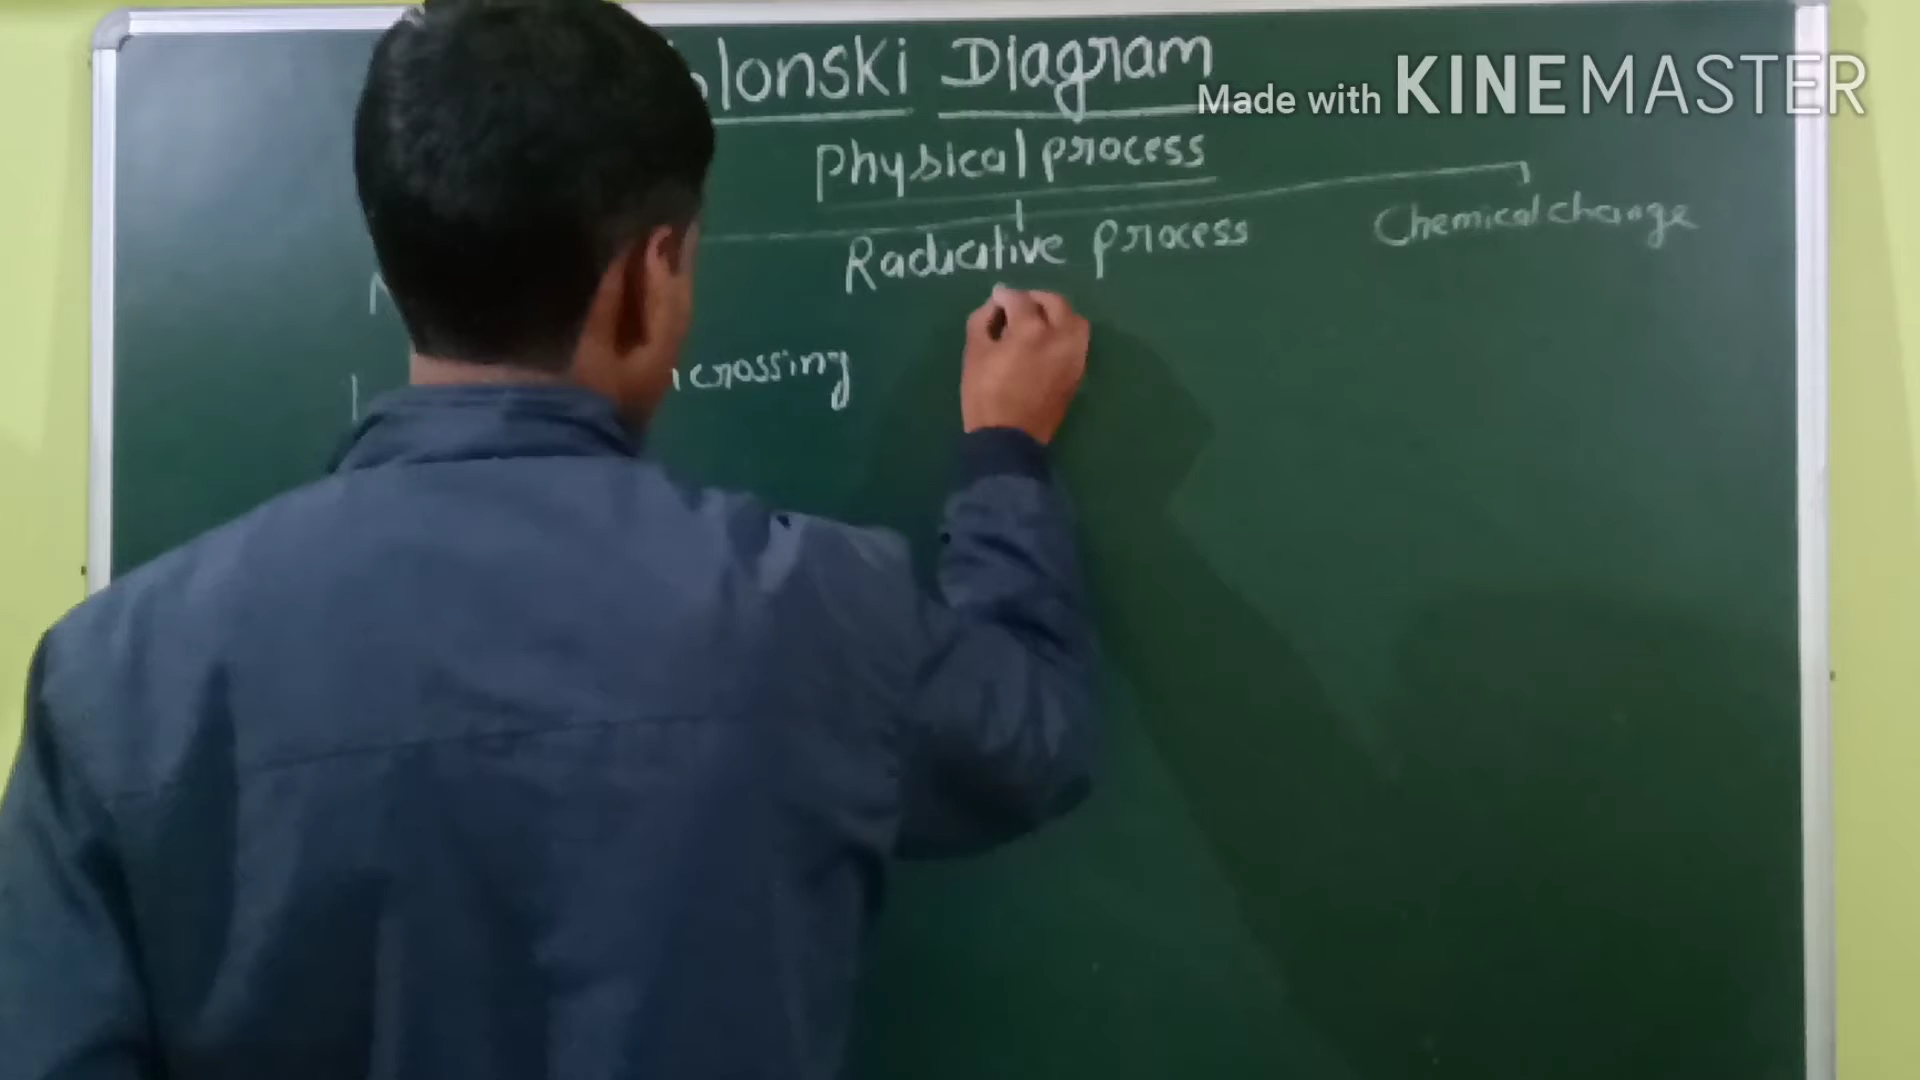 lonski Diagram
Made with KINEMASTER
Physical process
Radiative process
Chemical change
crossing